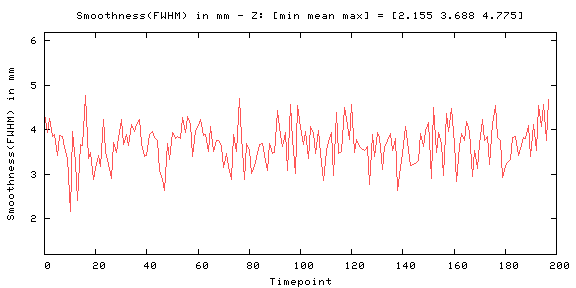 Smoothness(FWHM) in mm - Z: [min mean max] = [2.155 3.688 4.775]
6
5
4
3
2
Smoothness(FWHM) in mm
0 20 40 60 80 100 120 140 160 180 200
Timepoint